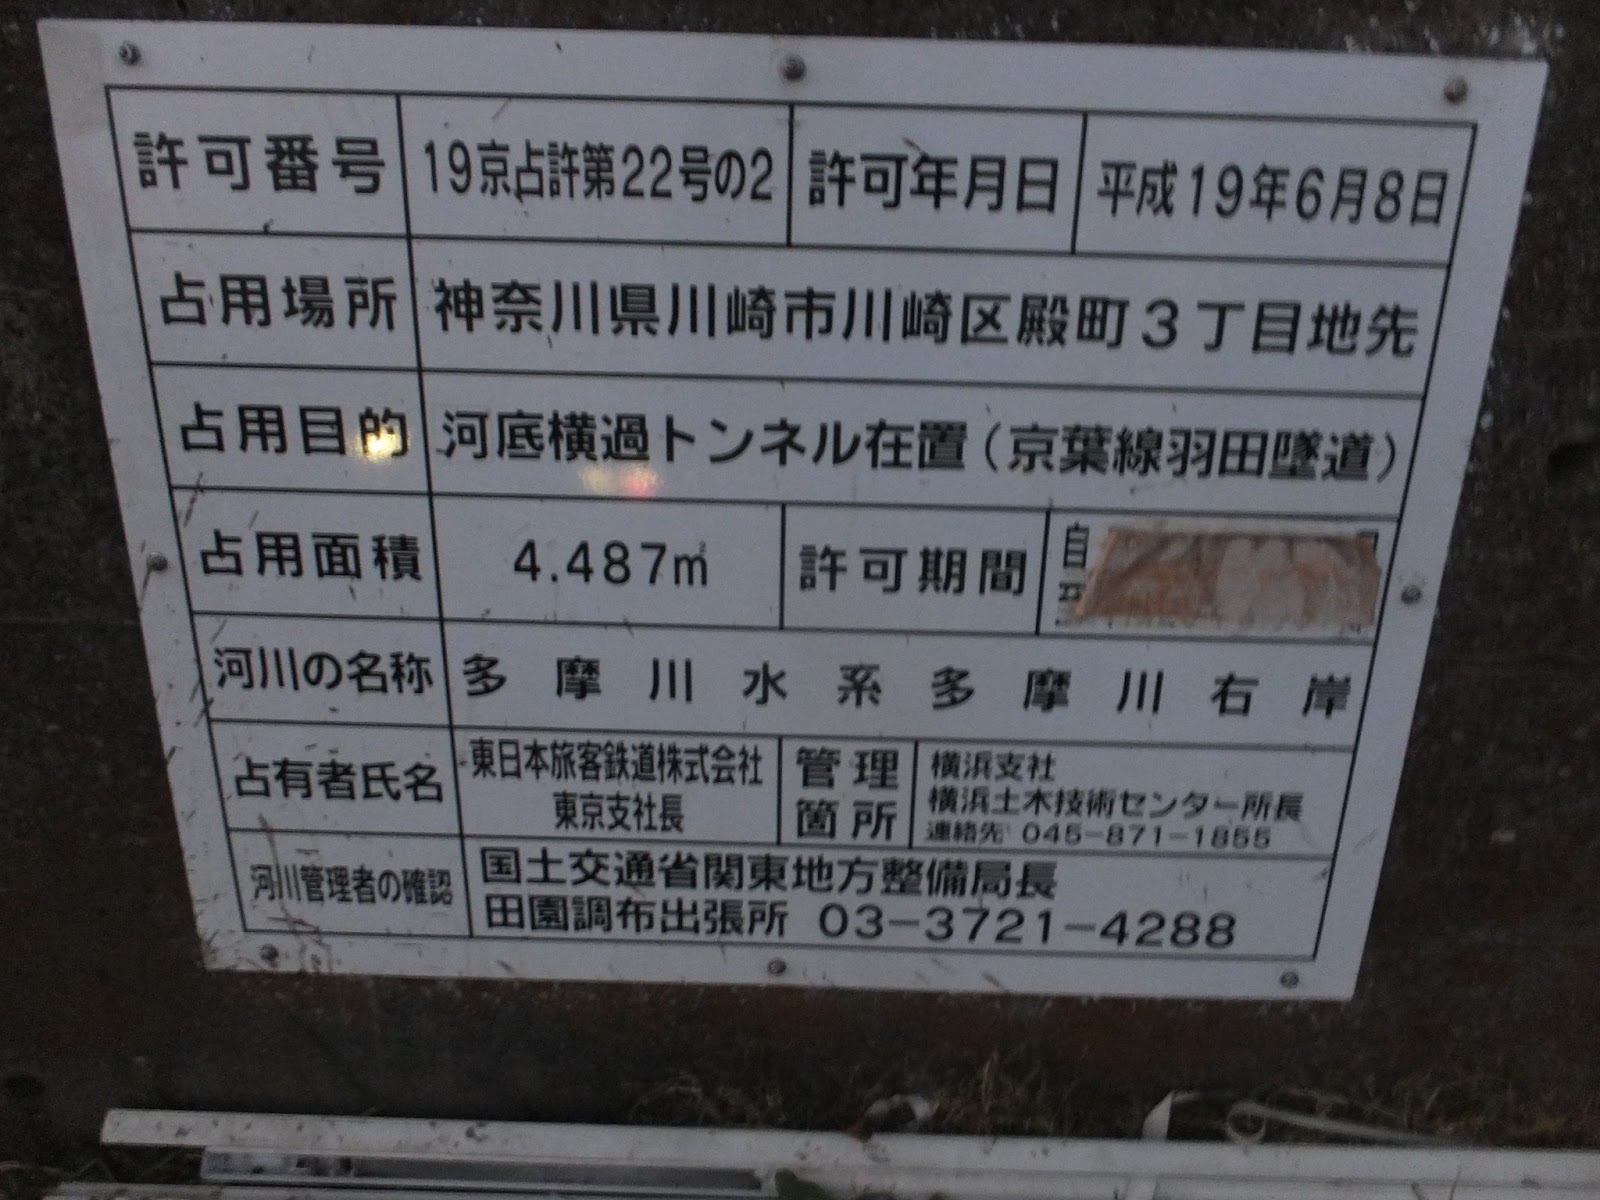 許可番号 19京占許第22号の2 許可年月日 平成19年6月8日
占用場所 神奈川県川崎市川崎区殿町3丁目地先
占用目的 河底横過トンネル在置(京葉線羽田墜道)
占用面積 4.487㎡ 許可期間 自
河川の名称 多摩川水系多摩川右岸
占有者氏名 東日本旅客鉄道株式会社
東京支社長
管理
箇所
横浜支社
横浜土木技術センター所長
連絡先 045-871-1855
河川管理者の確認 国土交通省関東地方整備局長
田園調布出張所 03-3721-4288